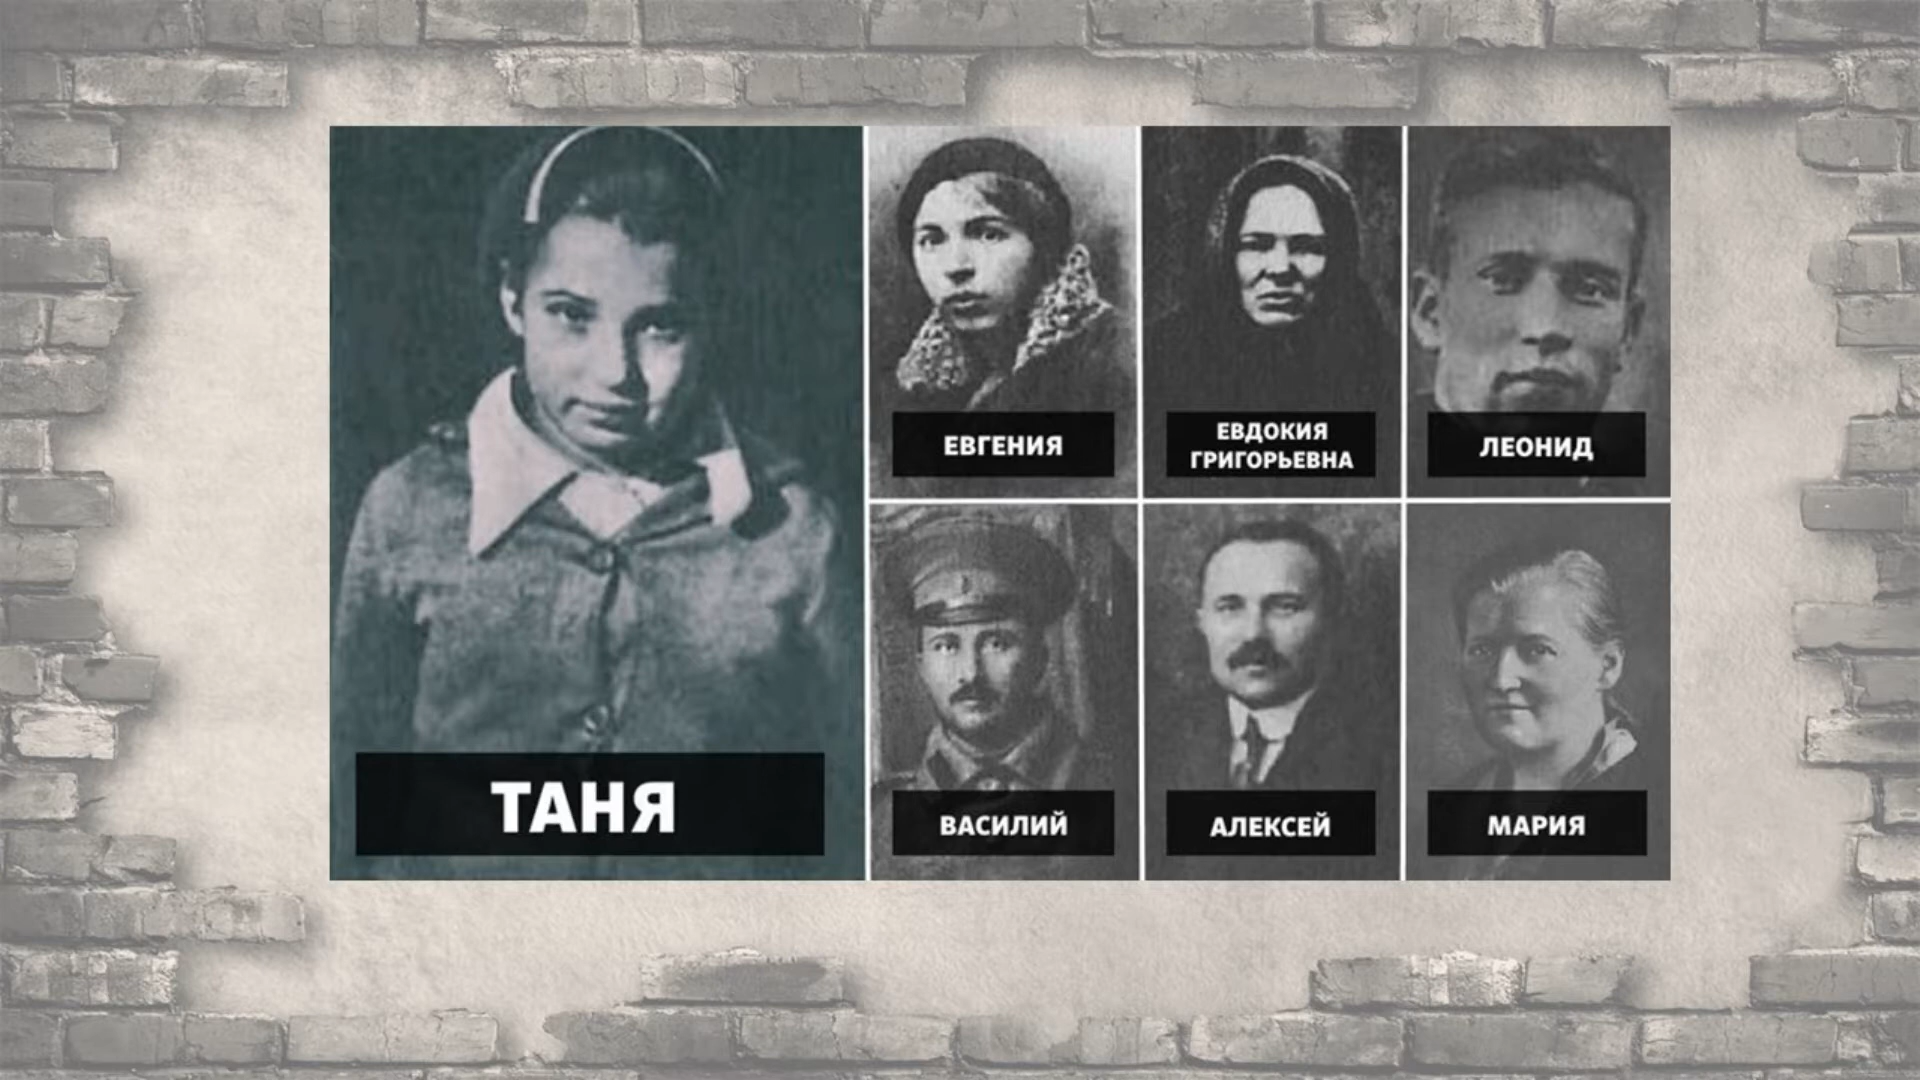 ТАНЯ
ЕВГЕНИЯ
ЕВДОКИЯ
ГРИГОРЬЕВНА
ЛЕОНИД
ВАСИЛИЙ
АЛЕКСЕЙ
МАРИЯ